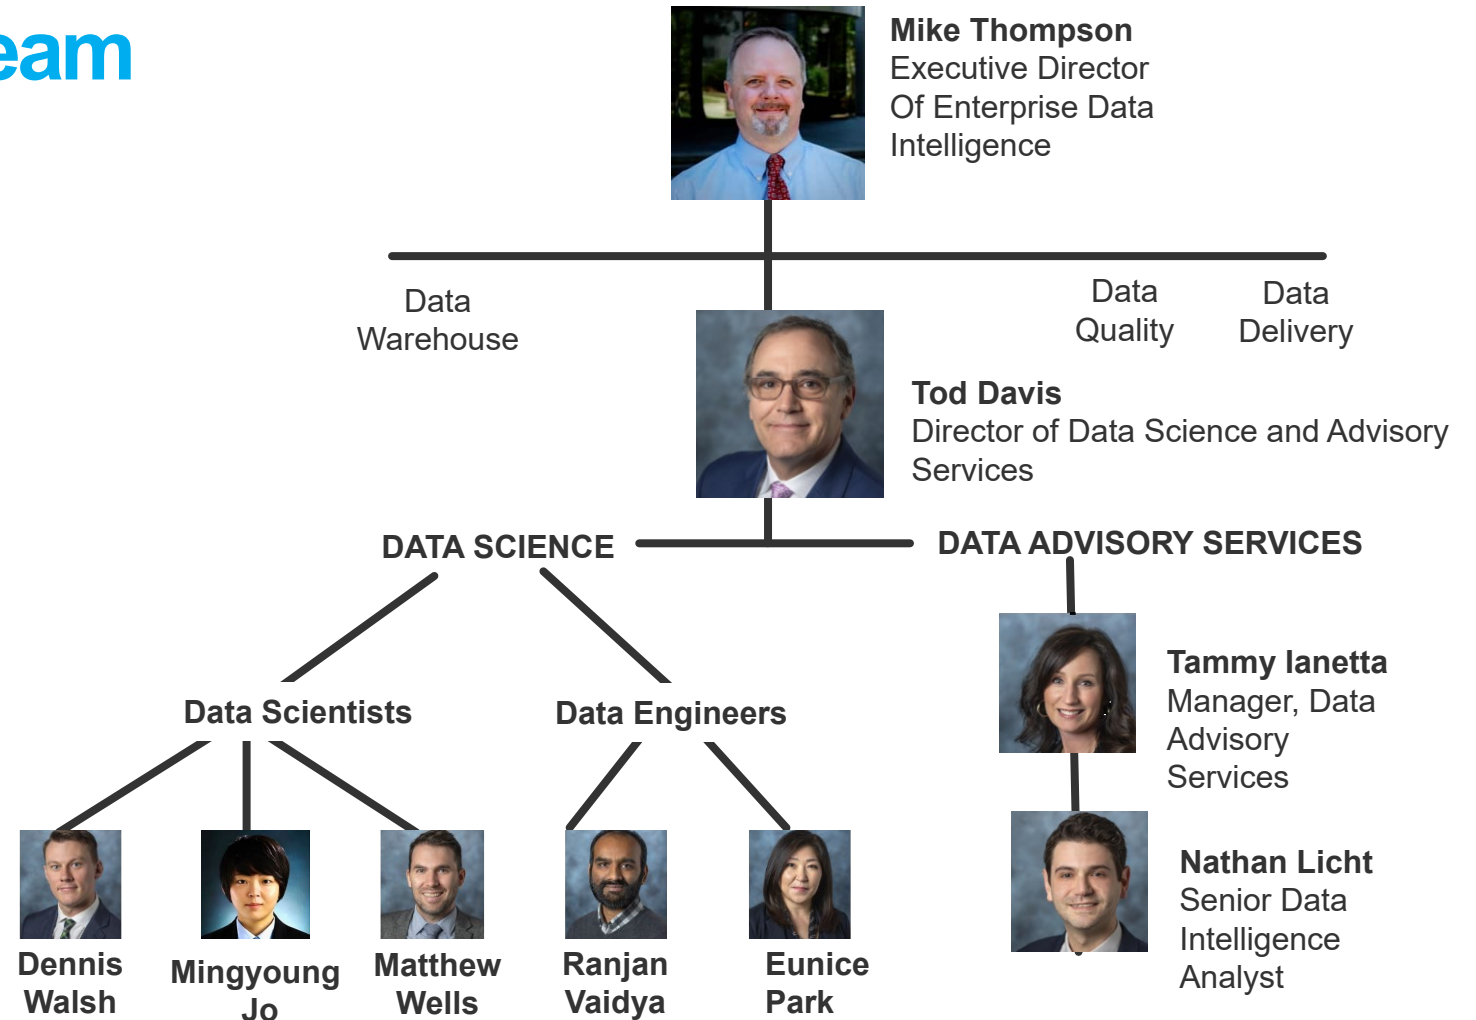 eam
Mike Thompson
Executive Director
Of Enterprise Data
Intelligence
Data
Warehouse
Data
Quality
Data
Delivery
Tod Davis
Director of Data Science and Advisory
Services
DATA SCIENCE
DATA ADVISORY SERVICES
Data Scientists
Data Engineers
Tammy Ianetta
Manager, Data
Advisory
Services
Nathan Licht
Senior Data
Intelligence
Analyst
Dennis
Walsh
Mingyoung
Jo
Matthew
Wells
Ranjan
Vaidya
Eunice
Park